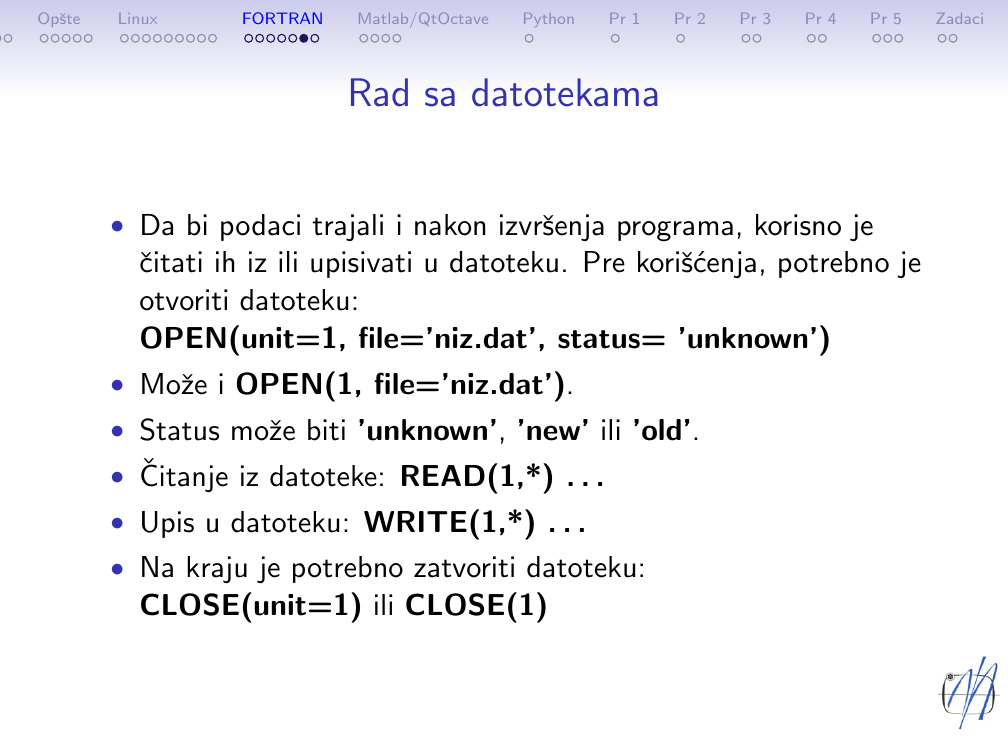 Opšte Linux FORTRAN Matlab/QtOctave Python Pr 1 Pr 2 Pr 3 Pr 4 Pr 5 Zadaci
Rad sa datotekama
• Da bi podaci trajali i nakon izvršenja programa, korisno je
čitati ih iz ili upisivati u datoteku. Pre korišćenja, potrebno je
otvoriti datoteku:
OPEN(unit=1, file=’niz.dat’, status= ’unknown’)
• Može i OPEN(1, file=’niz.dat’).
• Status može biti ’unknown’, ’new’ ili ’old’.
• Čitanje iz datoteke: READ(1,*) ...
• Upis u datoteku: WRITE(1,*) ...
• Na kraju je potrebno zatvoriti datoteku:
CLOSE(unit=1) ili CLOSE(1)